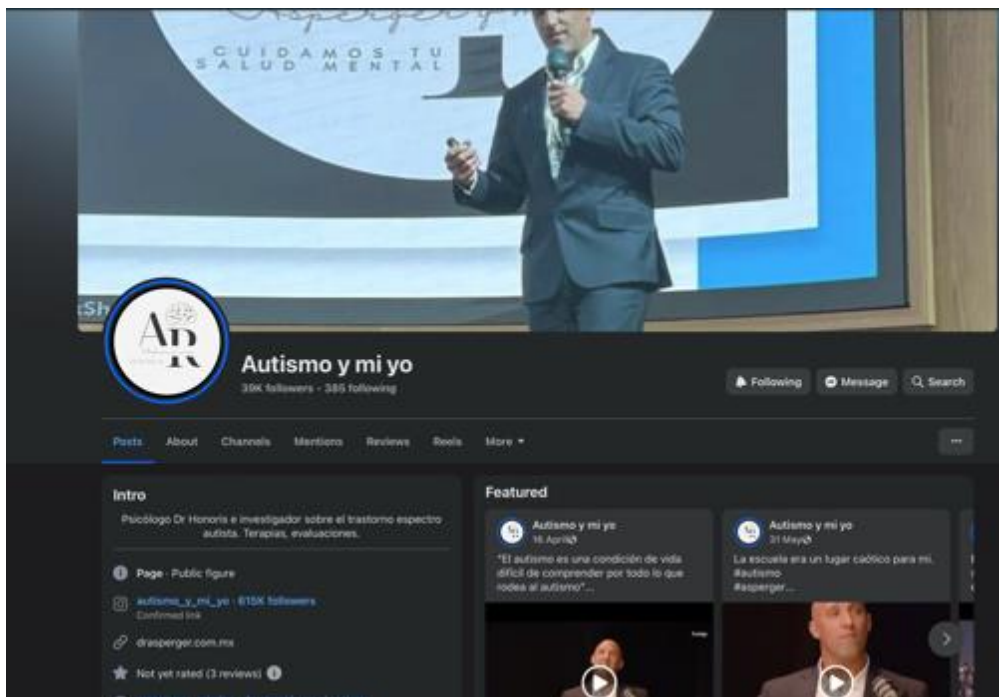 Asperger y mi
CUIDAMOS TU
SALUD MENTAL
AR
Autismo y mi yo
39K followers • 385 following
Following
Message
Search
Posts
About
Channels
Mentions
Reviews
Reels
More
Intro
Psicólogo Dr Honoris e investigador sobre el trastorno espectro
autista. Terapias, evaluaciones.
Page · Public figure
autismo_y_mi_yo · 615K followers
Confirmed link
drasperger.com.mx
Not yet rated (3 reviews)
Featured
Autismo y mi yo
16 April
"El autismo es una condición de vida
difícil de comprender por todo lo que
rodea al autismo"...
Autismo y mi yo
31 May
La escuela era un lugar caótico para mi.
#autismo
#asperger...